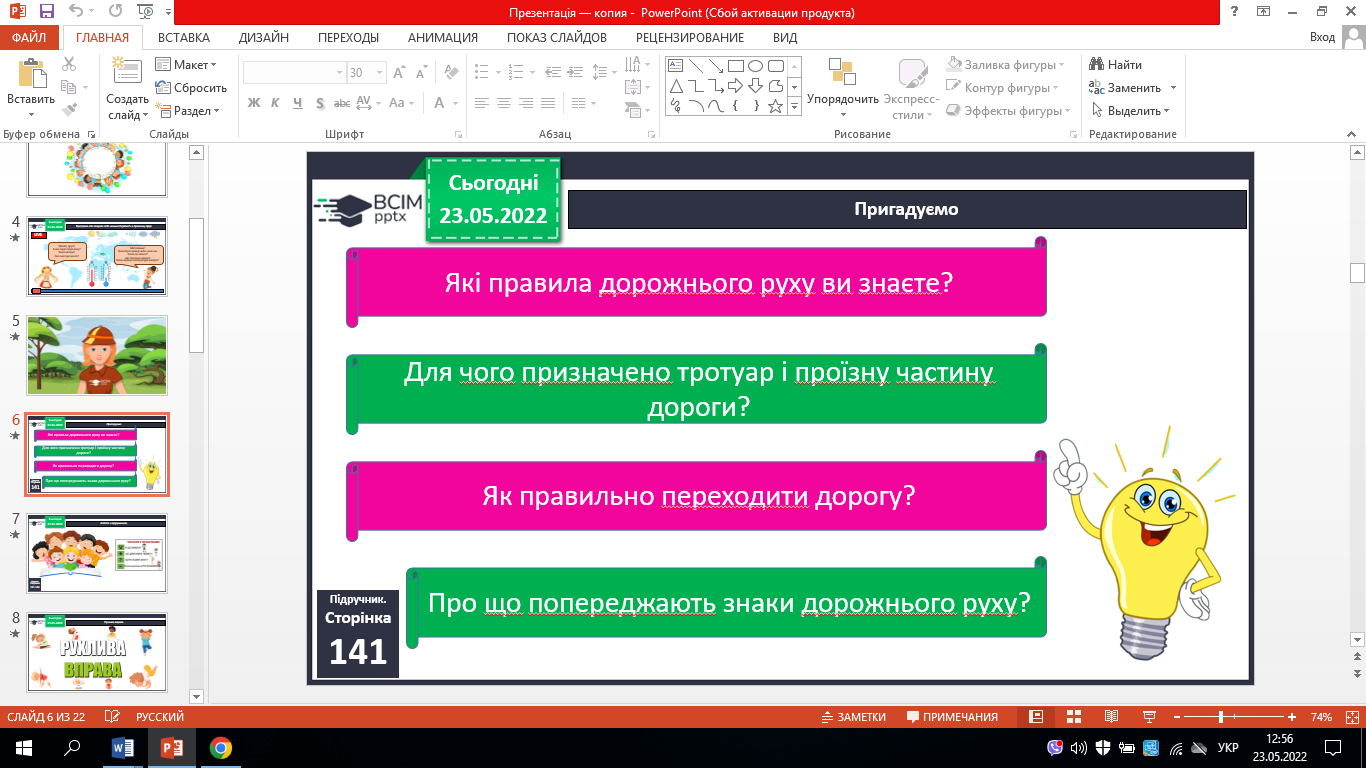 Презентація — копия - PowerPoint (Сбой активации продукта)
ФАЙЛ ГЛАВНАЯ ВСТАВКА ДИЗАЙН ПЕРЕХОДЫ АНИМАЦИЯ ПОКАЗ СЛАЙДОВ РЕЦЕНЗИРОВАНИЕ ВИД Вход
Вставить
Создать слайд
Макет
Сбросить
Раздел
30
Ж К Ч S abc AV Aa A
Упорядочить
Экспресс-стили
Заливка фигуры
Контур фигуры
Эффекты фигуры
Найти
Заменить
Выделить
Буфер обмена Слайды Шрифт Абзац Рисование Редактирование
4
5
6
7
8
РУХЛИВА
ВПРАВА
Сьогодні
23.05.2022
ВСІМ
pptx
Пригадуємо
Які правила дорожнього руху ви знаєте?
Для чого призначено тротуар і проїзну частину
дороги?
Як правильно переходити дорогу?
Про що попереджають знаки дорожнього руху?
Підручник.
Сторінка
141
СЛАЙД 6 ИЗ 22 РУССКИЙ ЗАМЕТКИ ПРИМЕЧАНИЯ 74%
УКР
12:56
23.05.2022